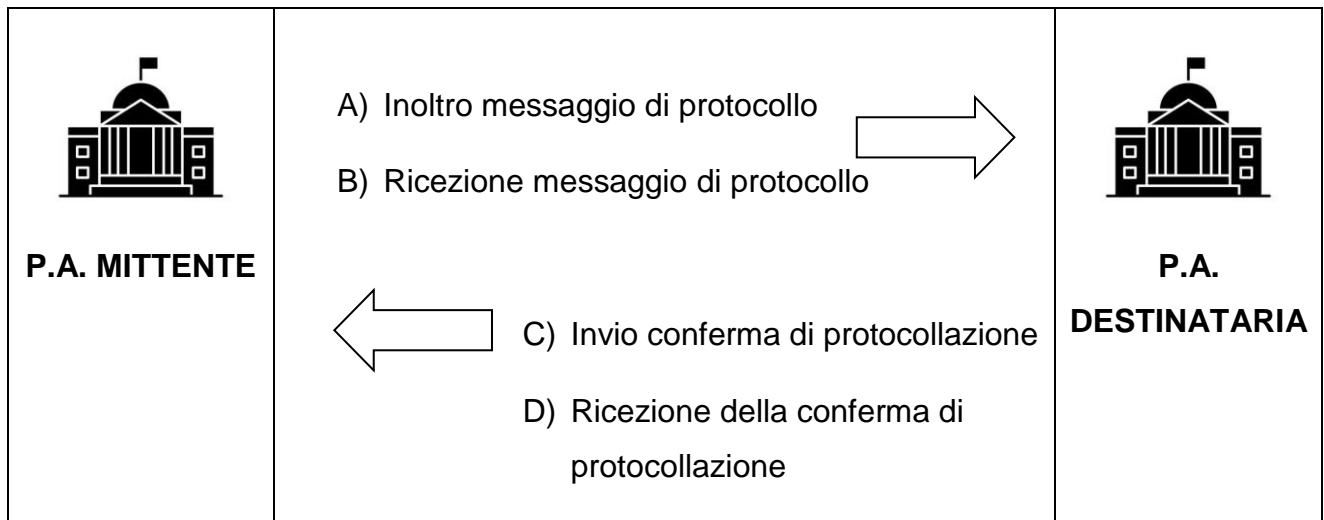 A) Inoltro messaggio di protocollo
B) Ricezione messaggio di protocollo
P.A. MITTENTE
P.A.
DESTINATARIA
C) Invio conferma di protocollazione
D) Ricezione della conferma di
protocollazione